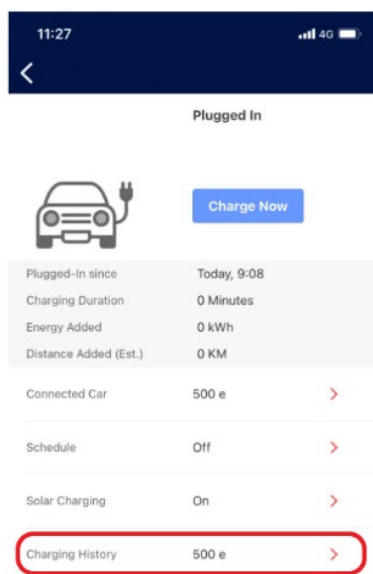 11:27 4G
Plugged In
Charge Now
Plugged-In since Today, 9:08
Charging Duration 0 Minutes
Energy Added 0 kWh
Distance Added (Est.) 0 KM
Connected Car 500 e
Schedule Off
Solar Charging On
Charging History 500 e